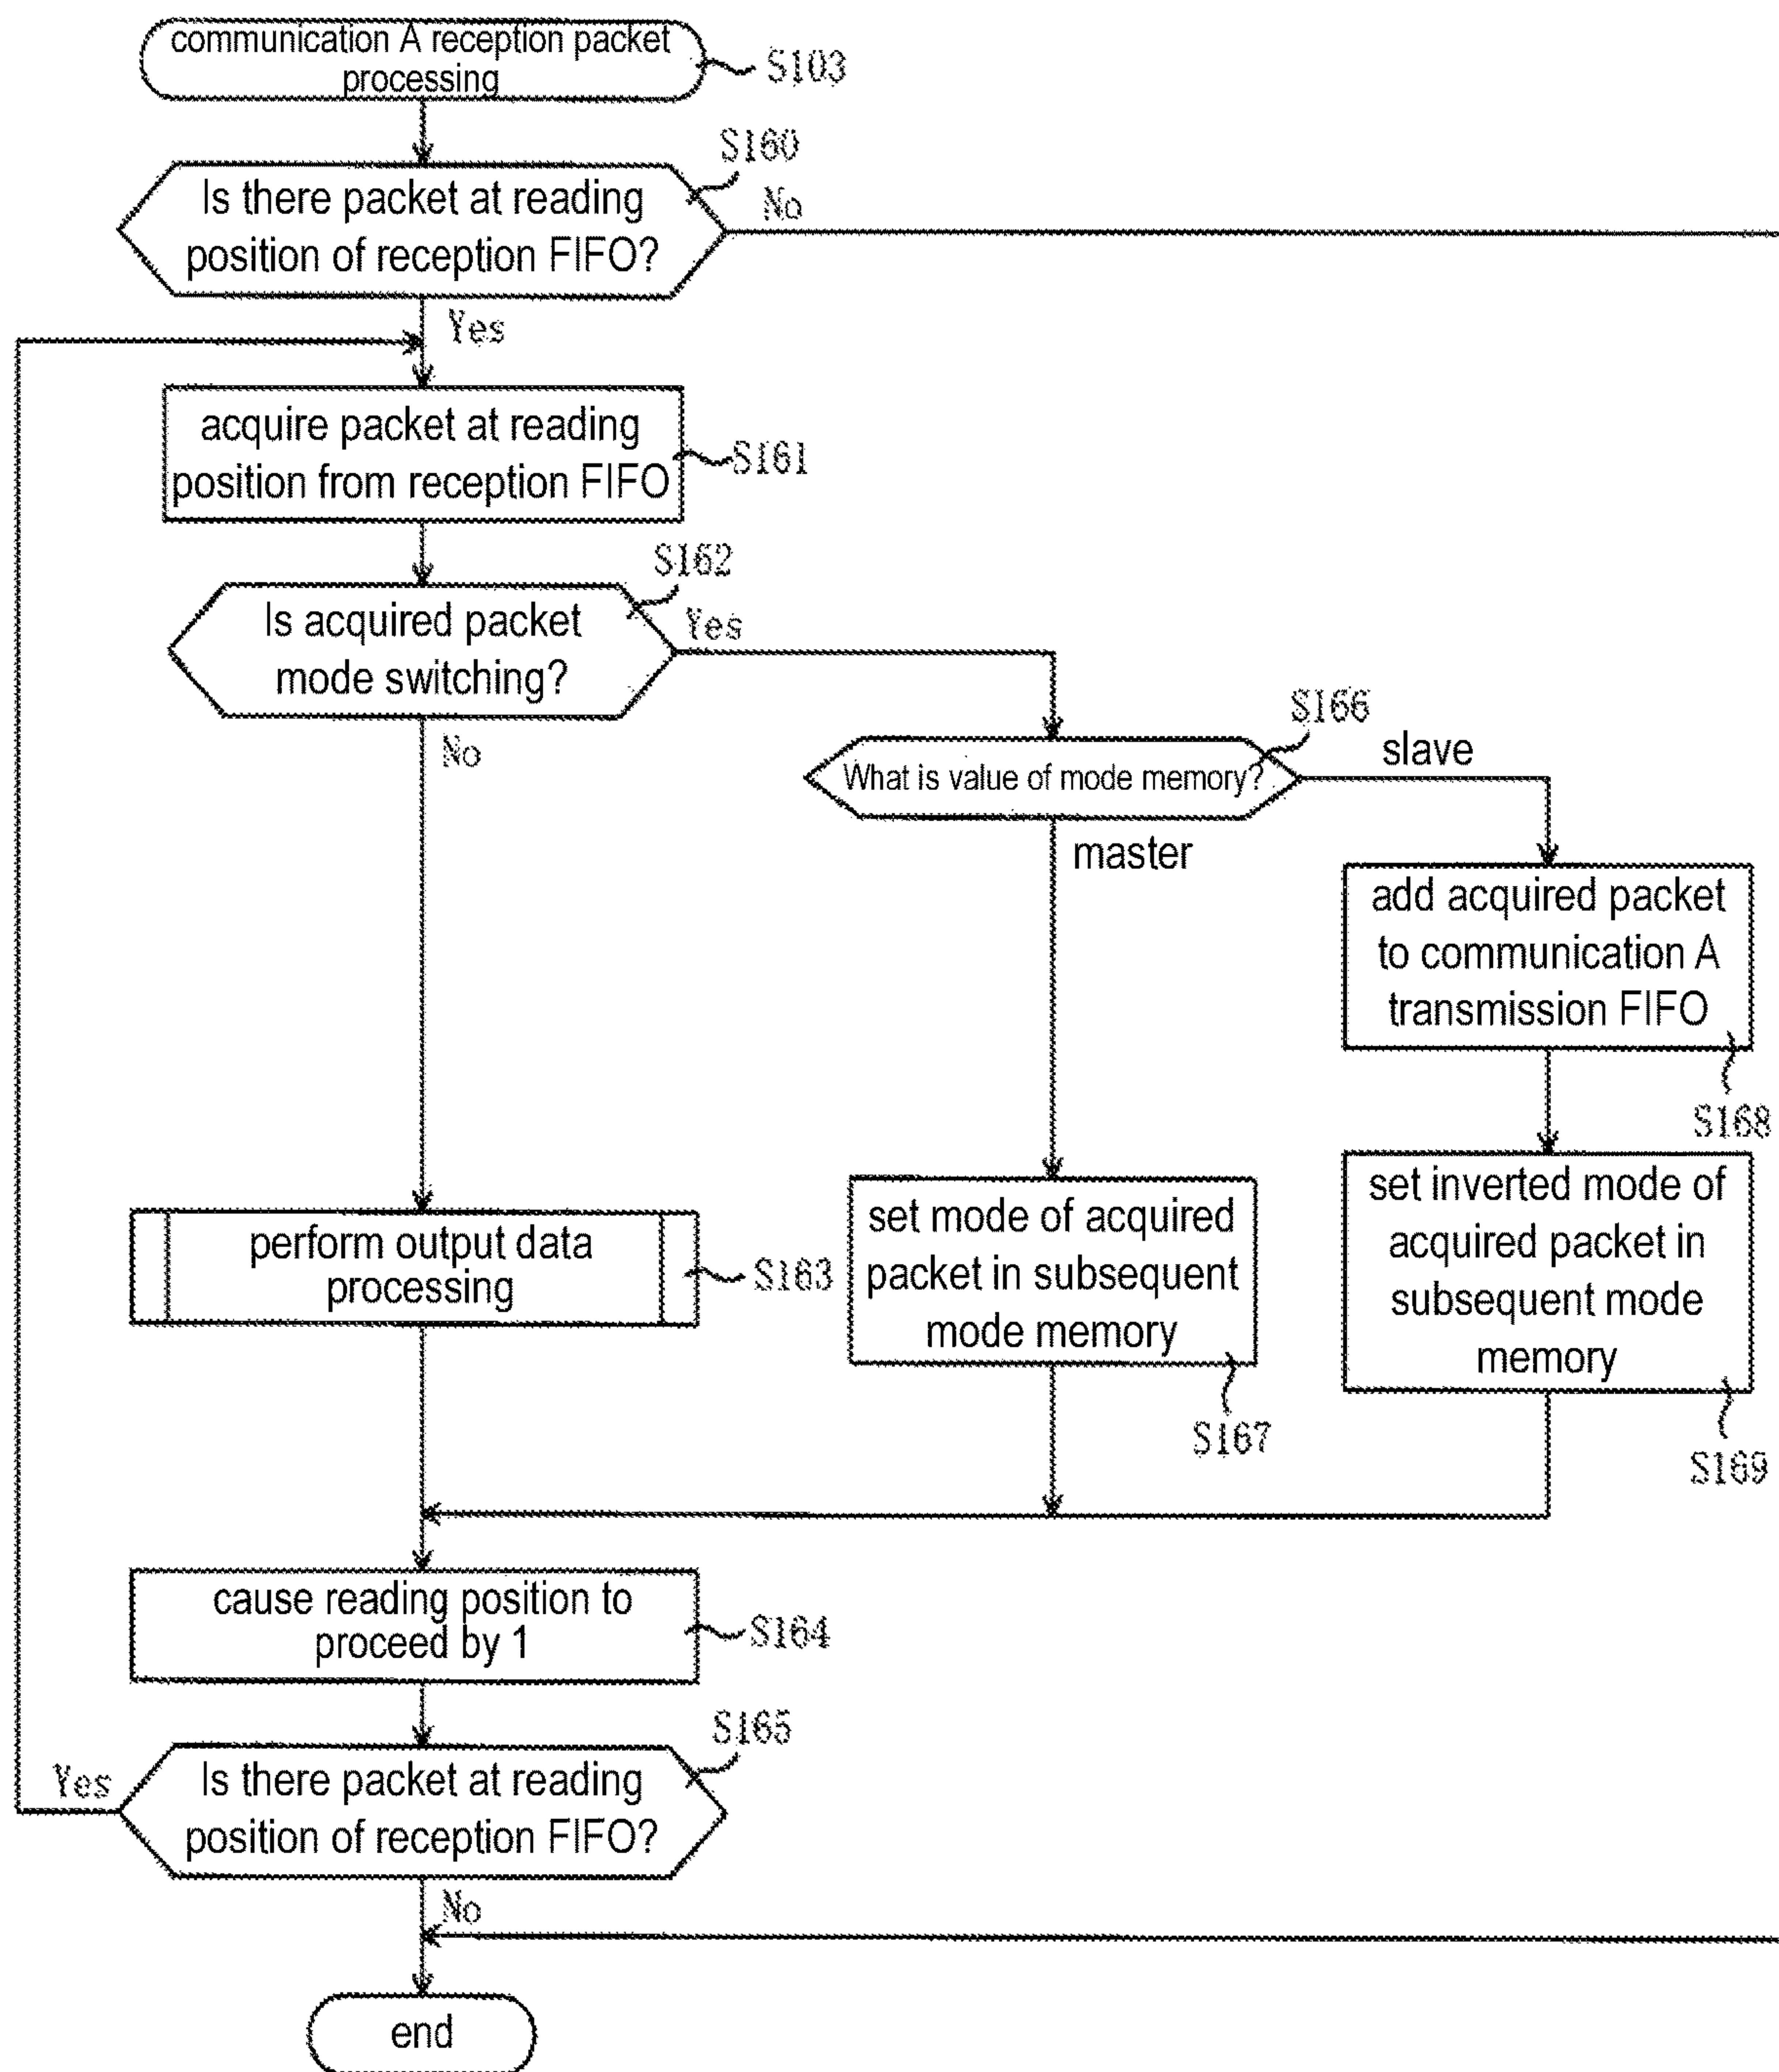 communication A reception packet
processing
S103
S160
Is there packet at reading
position of reception FIFO?
No
Yes
acquire packet at reading
position from reception FIFO
S161
S162
Is acquired packet
mode switching?
Yes
No
S166
What is value of mode memory?
slave
master
add acquired packet
to communication A
transmission FIFO
S168
perform output data
processing
S163
set mode of acquired
packet in subsequent
mode memory
S167
set inverted mode of
acquired packet in
subsequent mode
memory
S169
cause reading position to
proceed by 1
S164
S165
Is there packet at reading
position of reception FIFO?
Yes
No
end